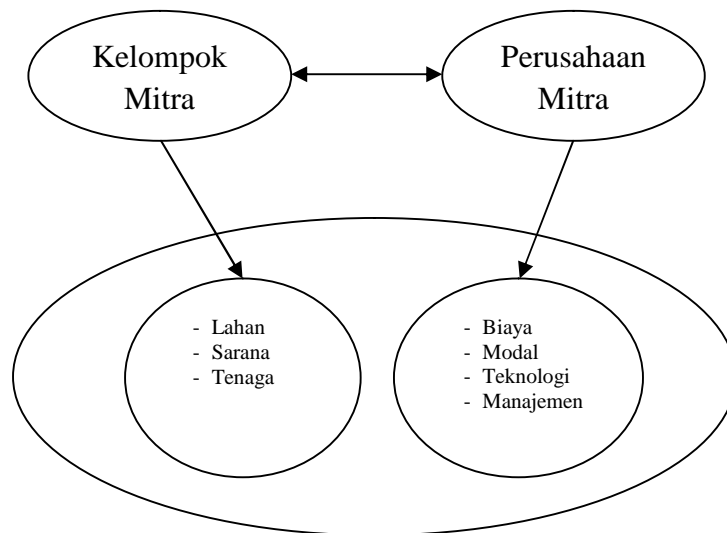 Kelompok
Mitra
Perusahaan
Mitra
- Lahan
- Sarana
- Tenaga
- Biaya
- Modal
- Teknologi
- Manajemen